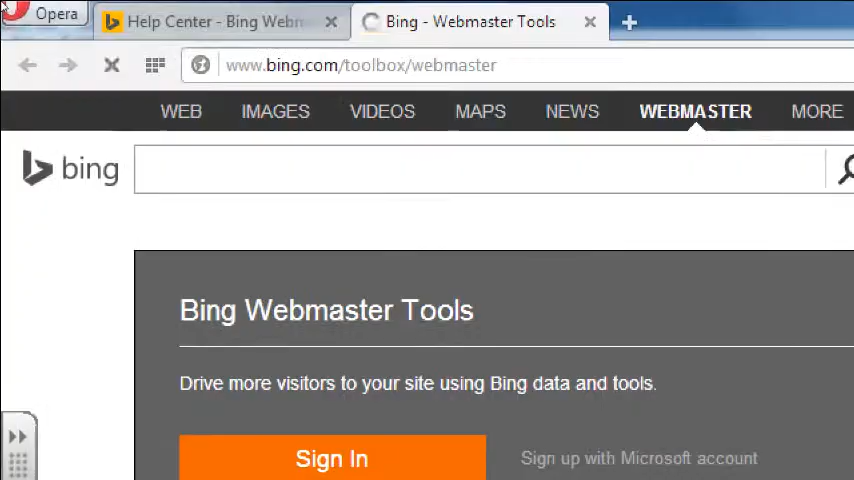 Opera
Help Center - Bing Webm
Bing - Webmaster Tools
www.bing.com/toolbox/webmaster
WEB IMAGES VIDEOS MAPS NEWS WEBMASTER MORE
bing
Bing Webmaster Tools
Drive more visitors to your site using Bing data and tools.
Sign In
Sign up with Microsoft account